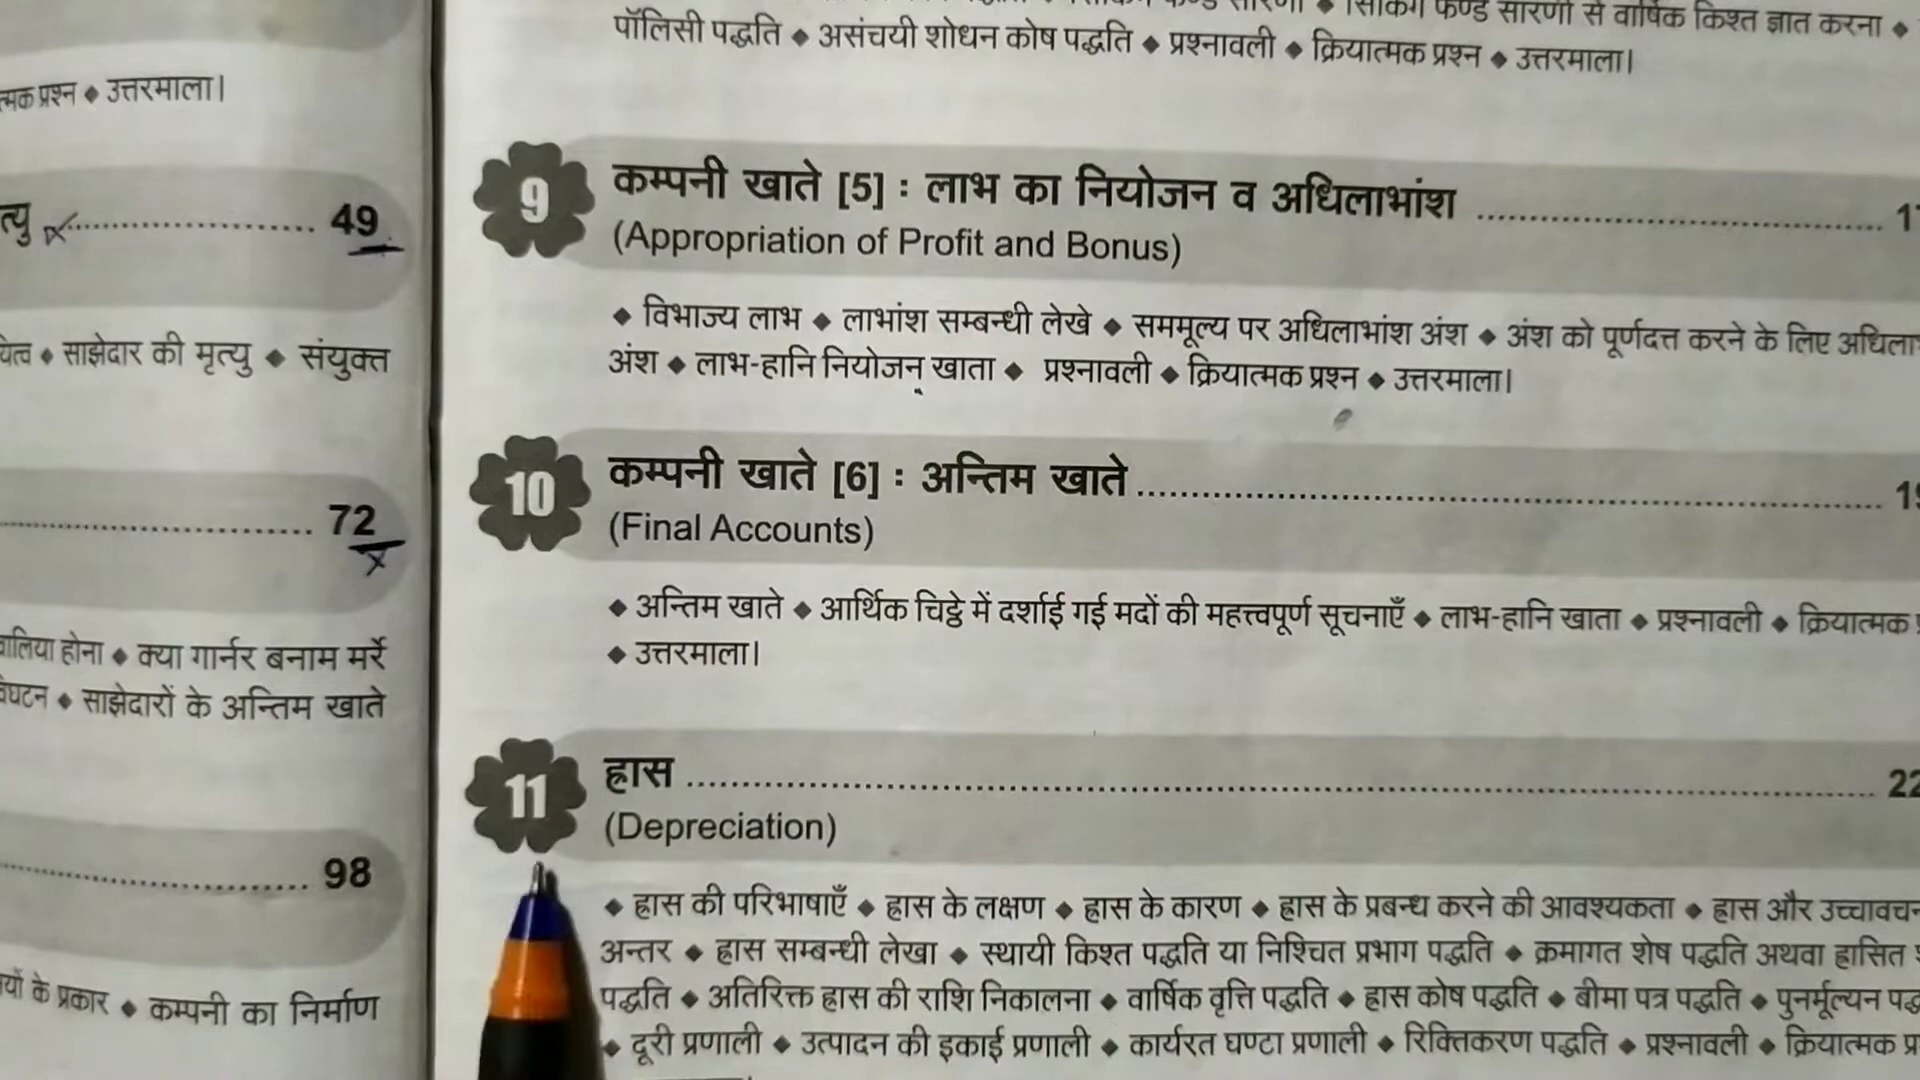 प्रश्न ◆ उत्तरमाला।
49
◆ साझेदार की मृत्यु ◆ संयुक्त
72
होना ◆ क्या गार्नर बनाम मर्रे
◆ साझेदारों के अन्तिम खाते
98
के प्रकार ◆ कम्पनी का निर्माण
सारणी ◆ सिंकिंग फण्ड सारणी से वार्षिक किश्त ज्ञात करना ◆
पॉलिसी पद्धति ◆ असंचयी शोधन कोष पद्धति ◆ प्रश्नावली ◆ क्रियात्मक प्रश्न ◆ उत्तरमाला।
9 कम्पनी खाते [5] : लाभ का नियोजन व अधिलाभांश
(Appropriation of Profit and Bonus)
◆ विभाज्य लाभ ◆ लाभांश सम्बन्धी लेखे ◆ सममूल्य पर अधिलाभांश अंश ◆ अंश को पूर्णदत्त करने के लिए
अंश ◆ लाभ-हानि नियोजन खाता ◆ प्रश्नावली ◆ क्रियात्मक प्रश्न ◆ उत्तरमाला।
10 कम्पनी खाते [6] : अन्तिम खाते
(Final Accounts)
◆ अन्तिम खाते ◆ आर्थिक चिट्ठे में दर्शाई गई मदों की महत्त्वपूर्ण सूचनाएँ ◆ लाभ-हानि खाता ◆ प्रश्नावली ◆ क्रियात्मक
◆ उत्तरमाला।
11 ह्रास
(Depreciation)
◆ ह्रास की परिभाषाएँ ◆ ह्रास के लक्षण ◆ ह्रास के कारण ◆ ह्रास के प्रबन्ध करने की आवश्यकता ◆ ह्रास और
अन्तर ◆ ह्रास सम्बन्धी लेखा ◆ स्थायी किश्त पद्धति या निश्चित प्रभाग पद्धति ◆ क्रमागत शेष पद्धति अथवा ह्रासित
पद्धति ◆ अतिरिक्त ह्रास की राशि निकालना ◆ वार्षिक वृत्ति पद्धति ◆ ह्रास कोष पद्धति ◆ बीमा पत्र पद्धति ◆ पुनर्मूल्यन
◆ दूरी प्रणाली ◆ उत्पादन की इकाई प्रणाली ◆ कार्यरत घण्टा प्रणाली ◆ रिक्तिकरण पद्धति ◆ प्रश्नावली ◆ क्रियात्मक